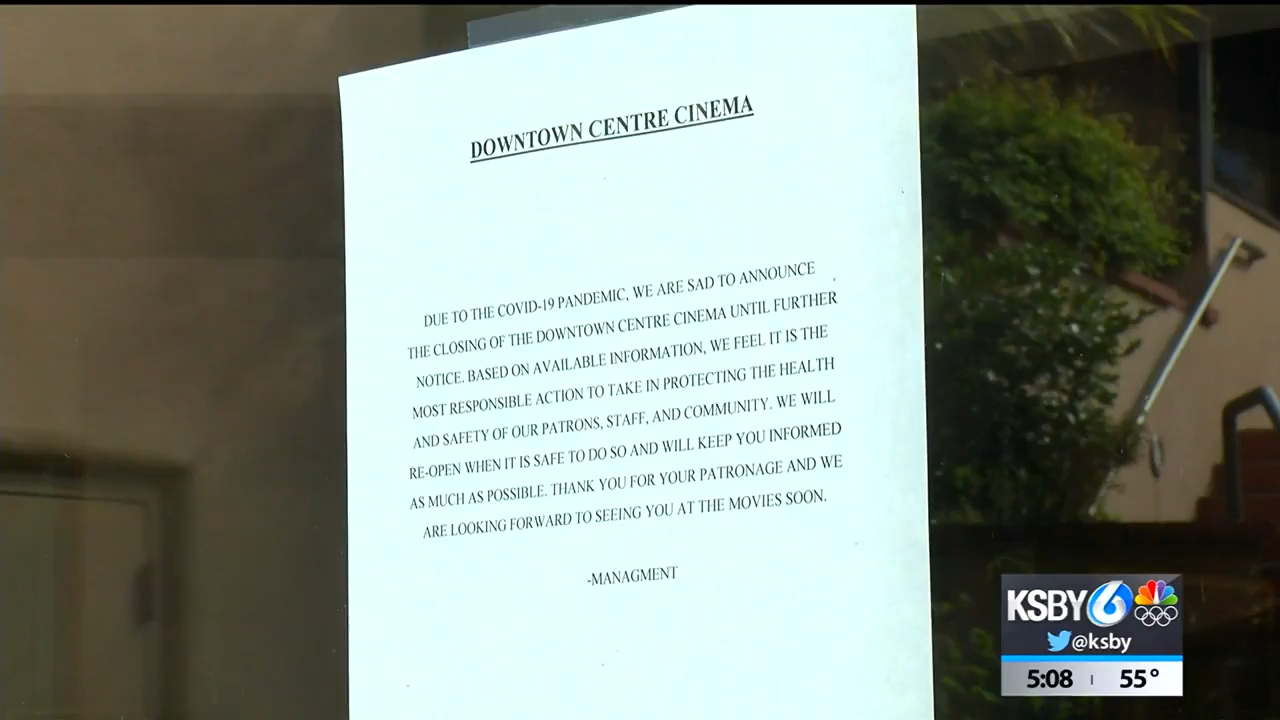 DOWNTOWN CENTRE CINEMA
DUE TO THE COVID-19 PANDEMIC, WE ARE SAD TO ANNOUNCE
THE CLOSING OF THE DOWNTOWN CENTRE CINEMA UNTIL FURTHER
NOTICE. BASED ON AVAILABLE INFORMATION, WE FEEL IT IS THE
MOST RESPONSIBLE ACTION TO TAKE IN PROTECTING THE HEALTH
AND SAFETY OF OUR PATRONS, STAFF, AND COMMUNITY. WE WILL
RE-OPEN WHEN IT IS SAFE TO DO SO AND WILL KEEP YOU INFORMED
AS MUCH AS POSSIBLE. THANK YOU FOR YOUR PATRONAGE AND WE
ARE LOOKING FORWARD TO SEEING YOU AT THE MOVIES SOON.
-MANAGMENT
KSBY 6
@ksby
5:08 55°